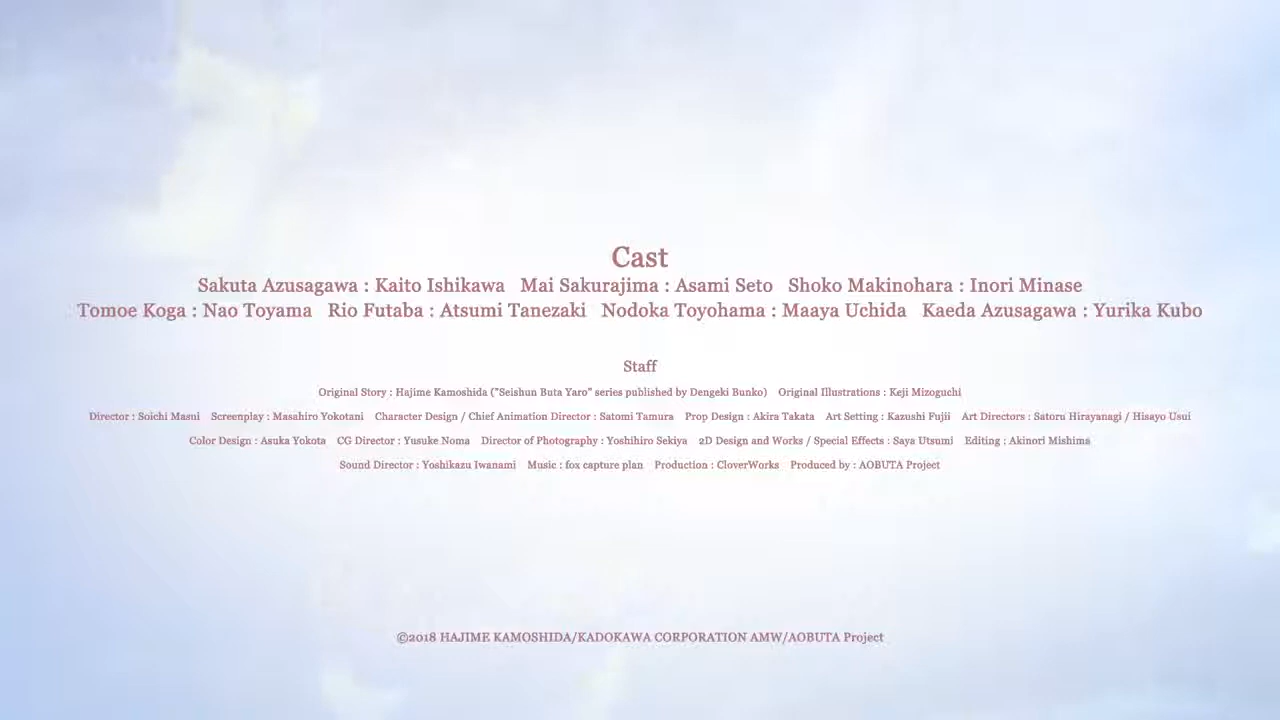 Cast
Sakuta Azusagawa : Kaito Ishikawa Mai Sakurajima : Asami Seto Shoko Makinohara : Inori Minase
Tomoe Koga : Nao Toyama Rio Futaba : Atsumi Tanezaki Nodoka Toyohama : Maaya Uchida Kaeda Azusagawa : Yurika Kubo
Staff
Original Story : Hajime Kamoshida ("Seishun Buta Yaro" series published by Dengeki Bunko) Original Illustrations : Keji Mizoguchi
Director : Soichi Masui Screenplay : Masahiro Yokotani Character Design / Chief Animation Director : Satomi Tamura Prop Design : Akira Takata Art Setting : Kazushi Fujii Art Directors : Satoru Hirayanagi / Hisayo Usui
Color Design : Asuka Yokota CG Director : Yusuke Noma Director of Photography : Yoshihiro Sekiya 2D Design and Works / Special Effects : Saya Utsumi Editing : Akinori Mishima
Sound Director : Yoshikazu Iwanami Music : fox capture plan Production : CloverWorks Produced by : AOBUTA Project
©2018 HAJIME KAMOSHIDA/KADOKAWA CORPORATION AMW/AOBUTA Project